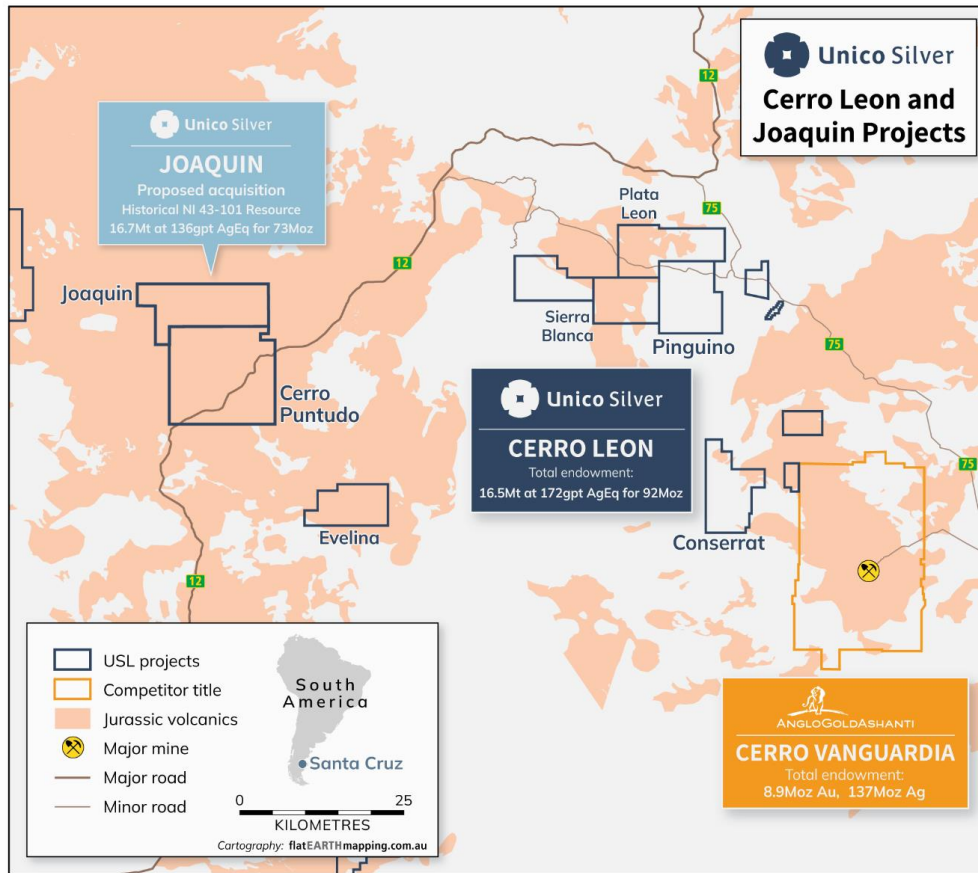 Unico Silver
Cerro Leon and
Joaquin Projects
12
Unico Silver
JOAQUIN
Proposed acquisition
Historical NI 43-101 Resource
16.7Mt at 136gpt AgEq for 73Moz
Plata
Leon
75
12
Joaquin
Sierra
Blanca
Pinguino
75
Cerro
Puntudo
Unico Silver
CERRO LEON
Total endowment:
16.5Mt at 172gpt AgEq for 92Moz
75
Evelina
Conserrat
12
USL projects
Competitor title
Jurassic volcanics
Major mine
Major road
Minor road
South
America
Santa Cruz
0 25
KILOMETRES
Cartography: flatEARTHmapping.com.au
ANGLOGOLDASHANTI
CERRO VANGUARDIA
Total endowment:
8.9Moz Au, 137Moz Ag